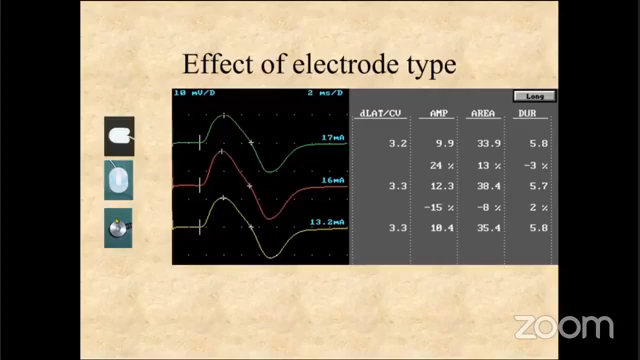 Effect of electrode type
10 mV/D 2 ms/D
Long
dLAT/CV AMP AREA DUR
17mA 3.2 9.9 33.9 5.8
24 % 13 % -3 %
16mA 3.3 12.3 38.4 5.7
-15 % -8 % 2 %
13.2mA 3.3 10.4 35.4 5.8
zoom